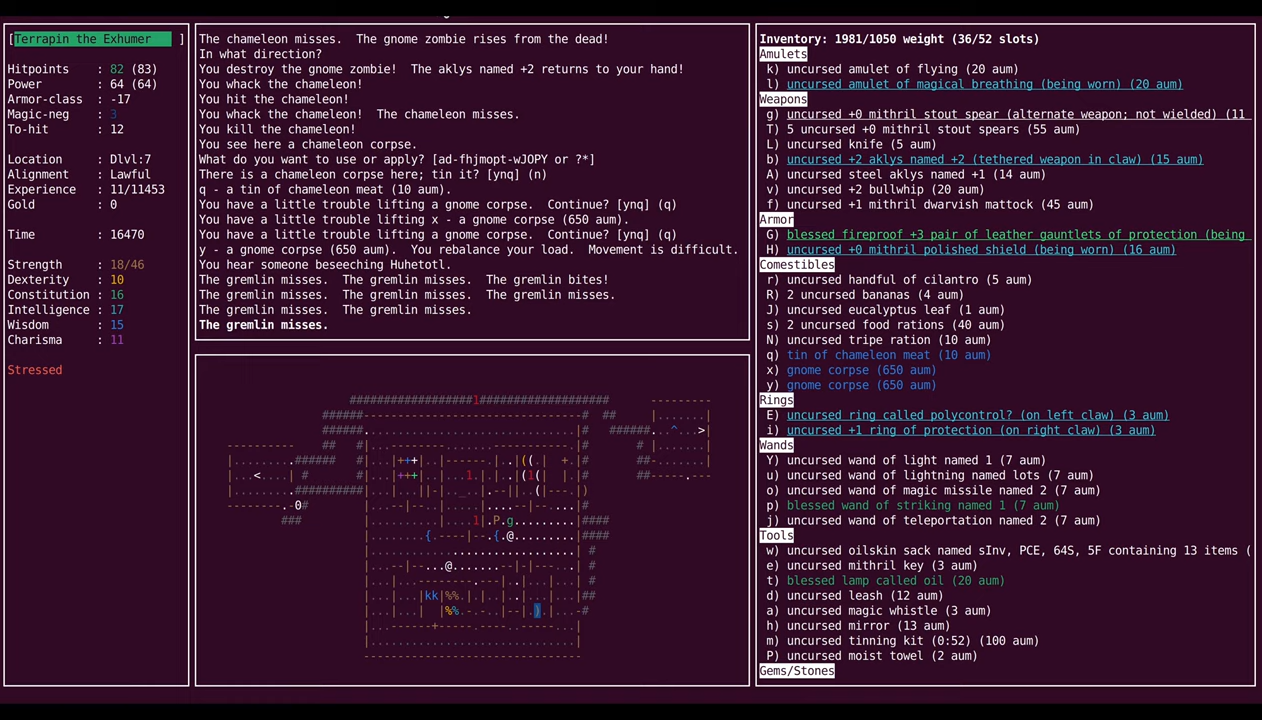 [Terrapin the Exhumer ]
Hitpoints : 82 (83)
Power : 64 (64)
Armor-class : -17
Magic-neg : 3
To-hit : 12
Location : Dlvl:7
Alignment : Lawful
Experience : 11/11453
Gold : 0
Time : 16470
Strength : 18/46
Dexterity : 10
Constitution : 16
Intelligence : 17
Wisdom : 15
Charisma : 11
Stressed
The chameleon misses. The gnome zombie rises from the dead!
In what direction?
You destroy the gnome zombie! The aklys named +2 returns to your hand!
You whack the chameleon!
You hit the chameleon!
You whack the chameleon! The chameleon misses.
You kill the chameleon!
You see here a chameleon corpse.
What do you want to use or apply? [ad-fhjmopt-wJOPY or ?*]
There is a chameleon corpse here; tin it? [ynq] (n)
q - a tin of chameleon meat (10 aum).
You have a little trouble lifting a gnome corpse. Continue? [ynq] (q)
You have a little trouble lifting x - a gnome corpse (650 aum).
You have a little trouble lifting a gnome corpse. Continue? [ynq] (q)
y - a gnome corpse (650 aum). You rebalance your load. Movement is difficult.
You hear someone beseeching Huhetotl.
The gremlin misses. The gremlin misses. The gremlin bites!
The gremlin misses. The gremlin misses. The gremlin misses.
The gremlin misses. The gremlin misses.
The gremlin misses.
Inventory: 1981/1050 weight (36/52 slots)
Amulets
k) uncursed amulet of flying (20 aum)
l) uncursed amulet of magical breathing (being worn) (20 aum)
Weapons
g) uncursed +0 mithril stout spear (alternate weapon; not wielded) (11
T) 5 uncursed +0 mithril stout spears (55 aum)
L) uncursed knife (5 aum)
b) uncursed +2 aklys named +2 (tethered weapon in claw) (15 aum)
A) uncursed steel aklys named +1 (14 aum)
v) uncursed +2 bullwhip (20 aum)
f) uncursed +1 mithril dwarvish mattock (45 aum)
Armor
G) blessed fireproof +3 pair of leather gauntlets of protection (being
H) uncursed +0 mithril polished shield (being worn) (16 aum)
Comestibles
r) uncursed handful of cilantro (5 aum)
R) 2 uncursed bananas (4 aum)
J) uncursed eucalyptus leaf (1 aum)
s) 2 uncursed food rations (40 aum)
N) uncursed tripe ration (10 aum)
q) tin of chameleon meat (10 aum)
x) gnome corpse (650 aum)
y) gnome corpse (650 aum)
Rings
E) uncursed ring called polycontrol? (on left claw) (3 aum)
i) uncursed +1 ring of protection (on right claw) (3 aum)
Wands
Y) uncursed wand of light named 1 (7 aum)
u) uncursed wand of lightning named lots (7 aum)
o) uncursed wand of magic missile named 2 (7 aum)
p) blessed wand of striking named 1 (7 aum)
j) uncursed wand of teleportation named 2 (7 aum)
Tools
w) uncursed oilskin sack named sInv, PCE, 64S, 5F containing 13 items (
e) uncursed mithril key (3 aum)
t) blessed lamp called oil (20 aum)
d) uncursed leash (12 aum)
a) uncursed magic whistle (3 aum)
h) uncursed mirror (13 aum)
m) uncursed tinning kit (0:52) (100 aum)
P) uncursed moist towel (2 aum)
Gems/Stones